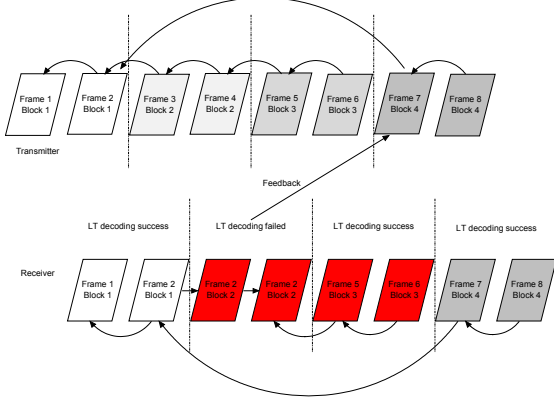 Frame 1
Block 1
Frame 2
Block 1
Frame 3
Block 2
Frame 4
Block 2
Frame 5
Block 3
Frame 6
Block 3
Frame 7
Block 4
Frame 8
Block 4
Transmitter
Feedback
LT decoding success
LT decoding failed
LT decoding success
LT decoding success
Receiver
Frame 1
Block 1
Frame 2
Block 1
Frame 2
Block 2
Frame 2
Block 2
Frame 5
Block 3
Frame 6
Block 3
Frame 7
Block 4
Frame 8
Block 4